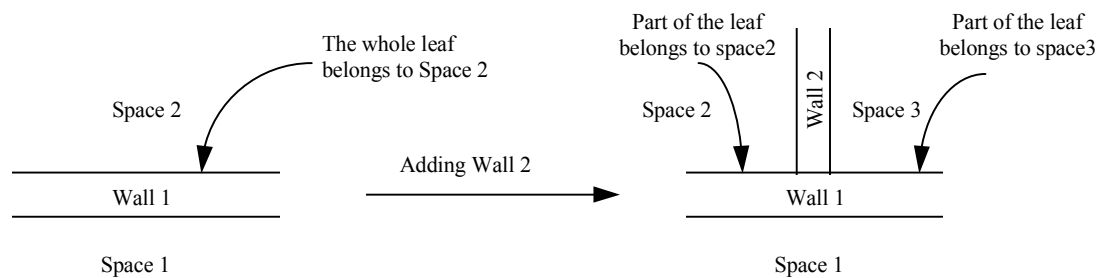 The whole leaf
belongs to Space 2
Space 2
Wall 1
Space 1
Adding Wall 2
Part of the leaf
belongs to space2
Part of the leaf
belongs to space3
Wall 2
Space 2
Space 3
Wall 1
Space 1